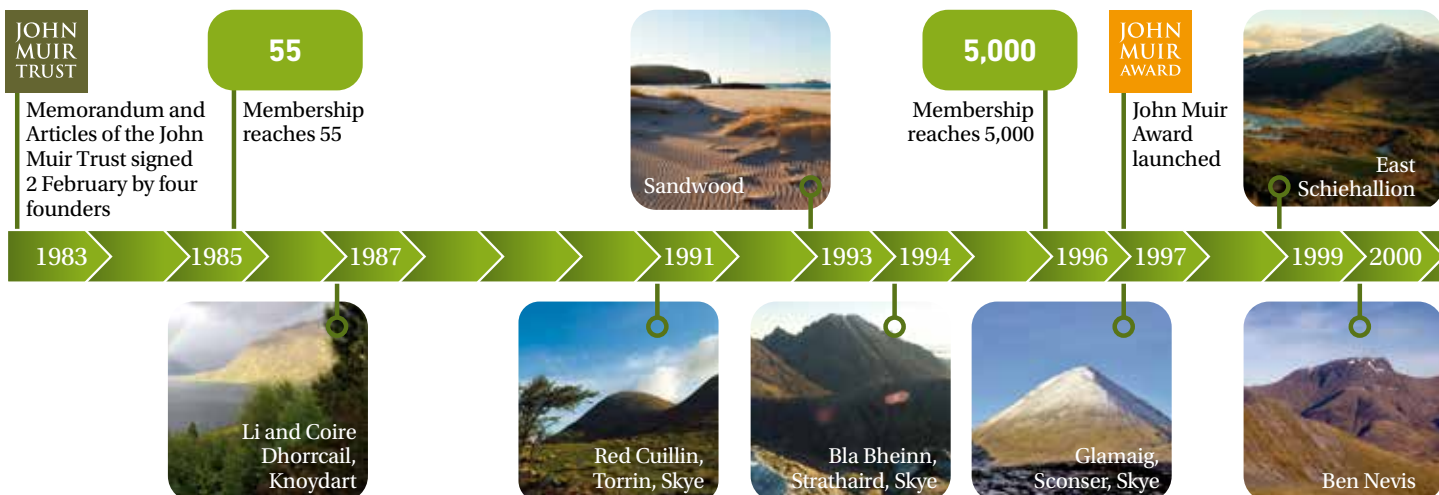 JOHN
MUIR
TRUST
Memorandum and
Articles of the John
Muir Trust signed
2 February by four
founders
55
Membership
reaches 55
Sandwood
5,000
Membership
reaches 5,000
JOHN
MUIR
AWARD
John Muir
Award
launched
East
Schiehallion
1983
1985
1987
1991
1993
1994
1996
1997
1999
2000
Li and Coire
Dhorrcail,
Knoydart
Red Cuillin,
Torrin, Skye
Bla Bheinn,
Strathaird, Skye
Glamaig,
Sconser, Skye
Ben Nevis